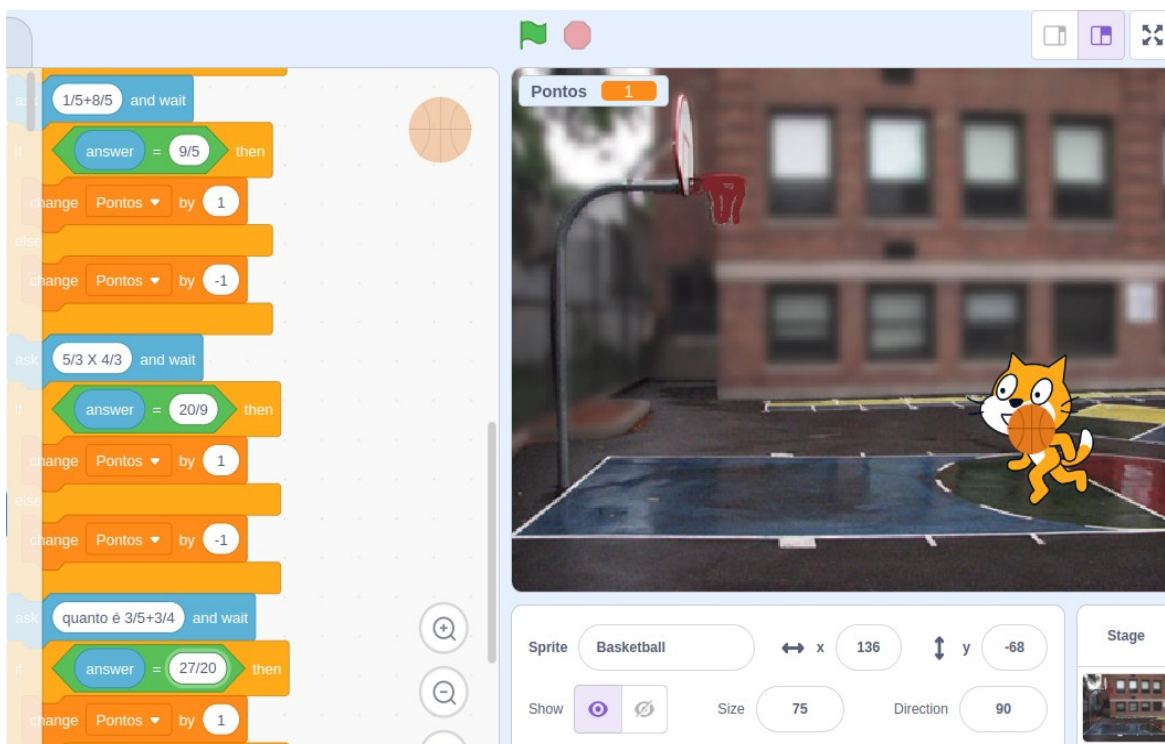 ask 1/5+8/5 and wait
if answer = 9/5 then
change Pontos by 1
else
change Pontos by -1
ask 5/3 X 4/3 and wait
if answer = 20/9 then
change Pontos by 1
else
change Pontos by -1
ask quanto é 3/5+3/4 and wait
if answer = 27/20 then
change Pontos by 1
Pontos 1
Sprite Basketball x 136 y -68
Show Size 75 Direction 90
Stage